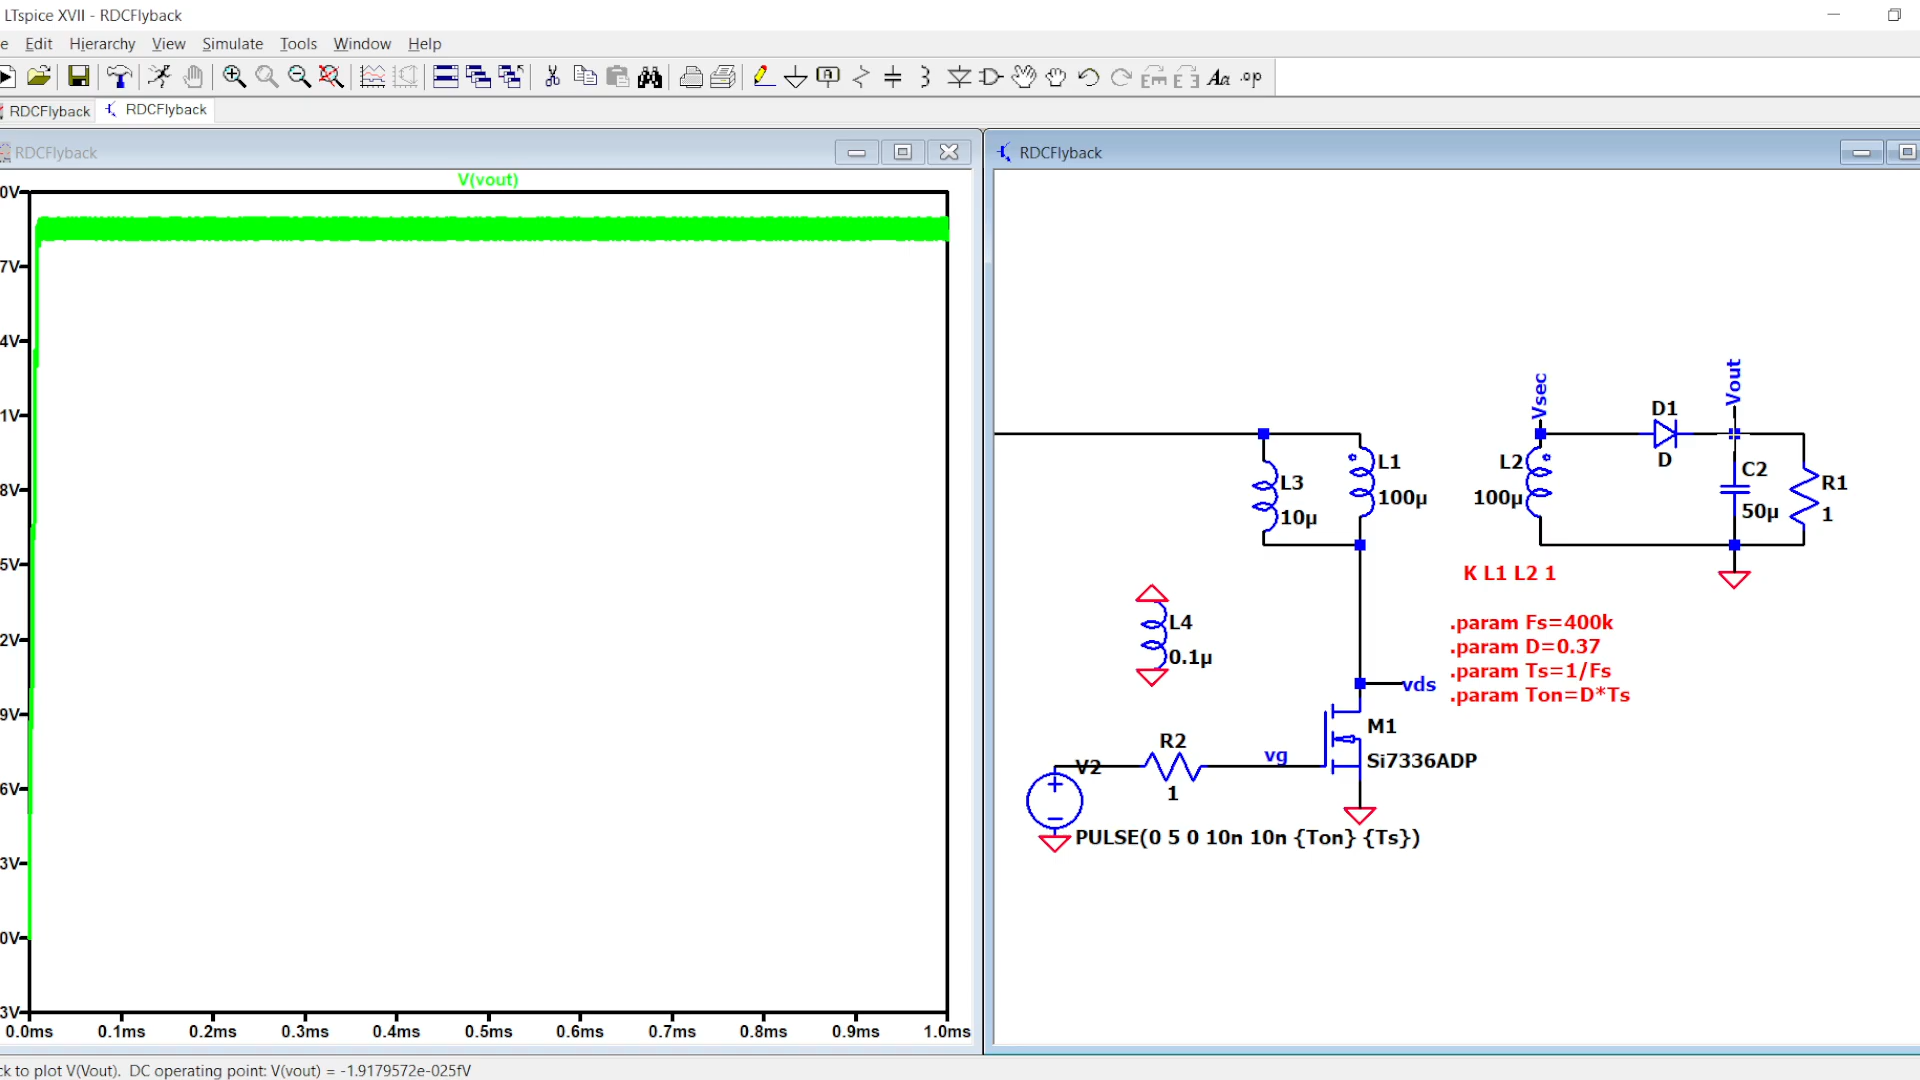 LTspice XVII - RDCFlyback
e Edit Hierarchy View Simulate Tools Window Help
RDCFlyback RDCFlyback
RDCFlyback
V(vout)
0V
7V
4V
1V
8V
5V
2V
9V
6V
3V
0V
3V
0.0ms 0.1ms 0.2ms 0.3ms 0.4ms 0.5ms 0.6ms 0.7ms 0.8ms 0.9ms 1.0ms
RDCFlyback
Vsec
Vout
D1
D
L3
10µ
L1
100µ
L2
100µ
C2
50µ
R1
1
K L1 L2 1
L4
0.1µ
.param Fs=400k
.param D=0.37
.param Ts=1/Fs
.param Ton=D*Ts
vds
M1
Si7336ADP
R2
1
vg
V2
PULSE(0 5 0 10n 10n {Ton} {Ts})
ck to plot V(Vout). DC operating point: V(vout) = -1.9179572e-025fV